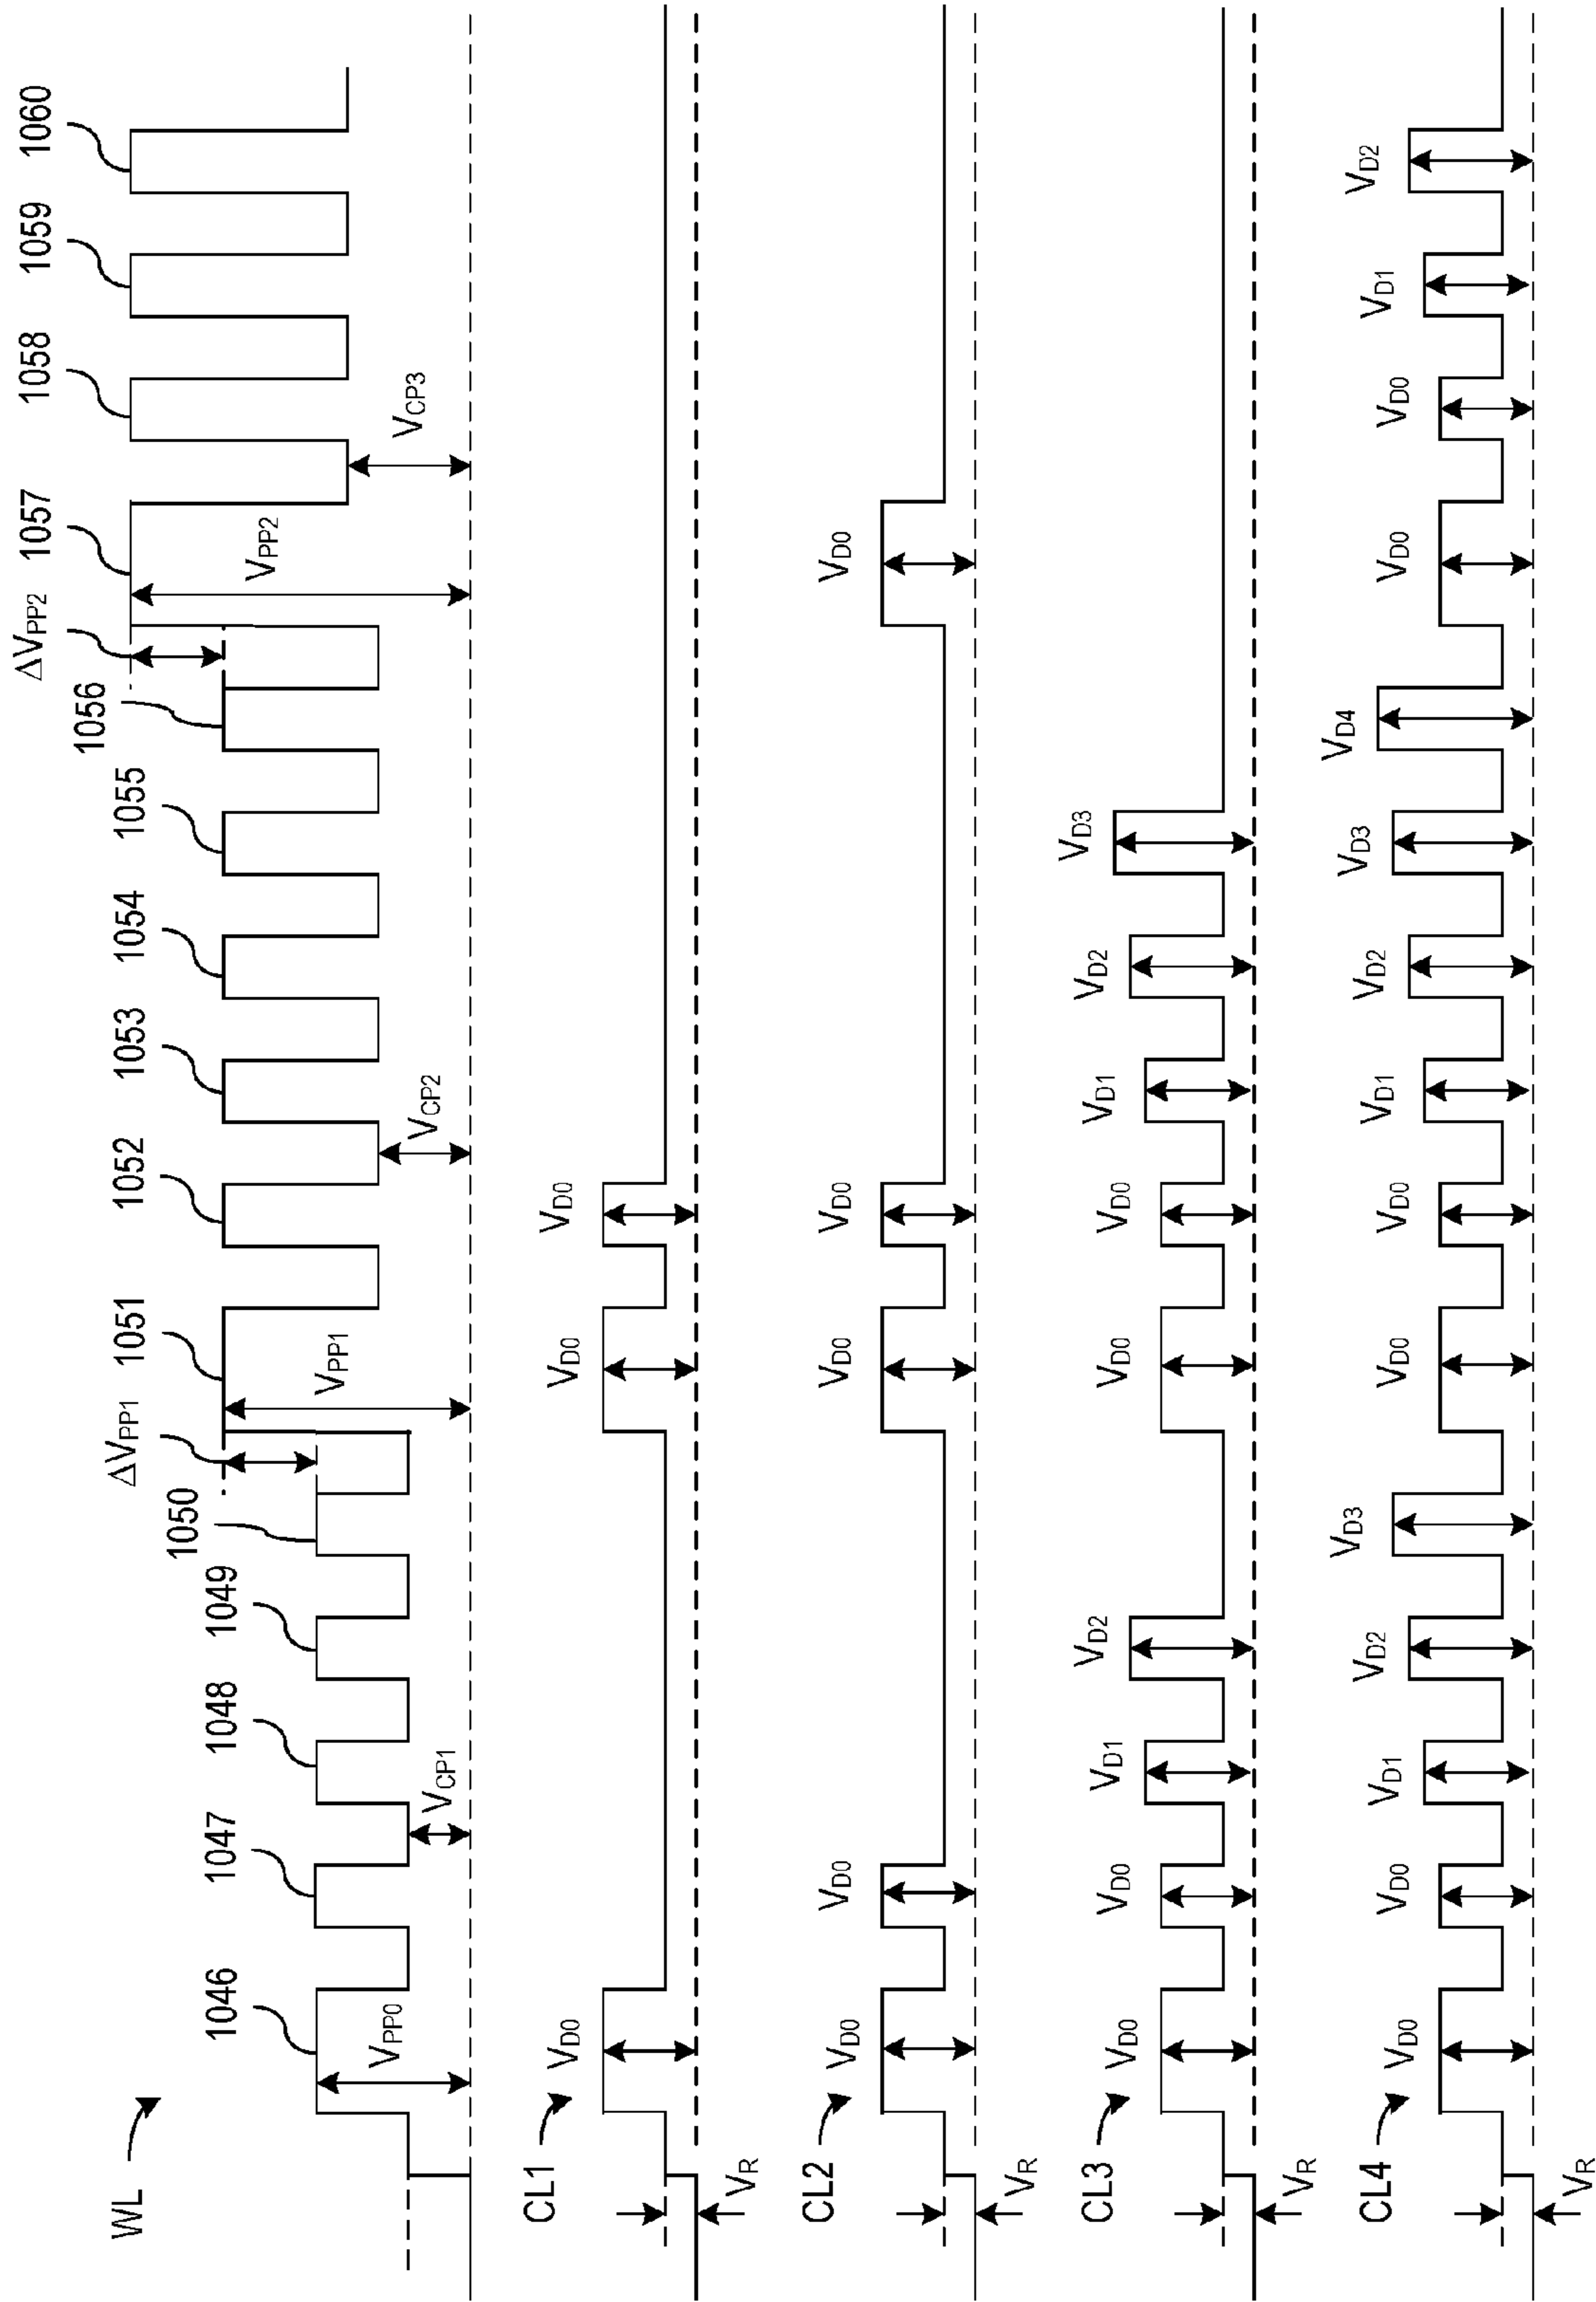 WL
1046
1047
1048
1049
1050
ΔVPP1
1051
1052
1053
1054
1055
1056
ΔVPP2
1057
1058
1059
1060
VPP0
VCP1
VPP1
VCP2
VPP2
VCP3
CL1
VR
VD0
VD0
VD0
CL2
VR
VD0
VD0
VD0
VD0
VD0
CL3
VR
VD0
VD0
VD1
VD2
VD0
VD0
VD1
VD2
VD3
CL4
VR
VD0
VD0
VD1
VD2
VD3
VD0
VD0
VD1
VD2
VD3
VD4
VD0
VD0
VD1
VD2